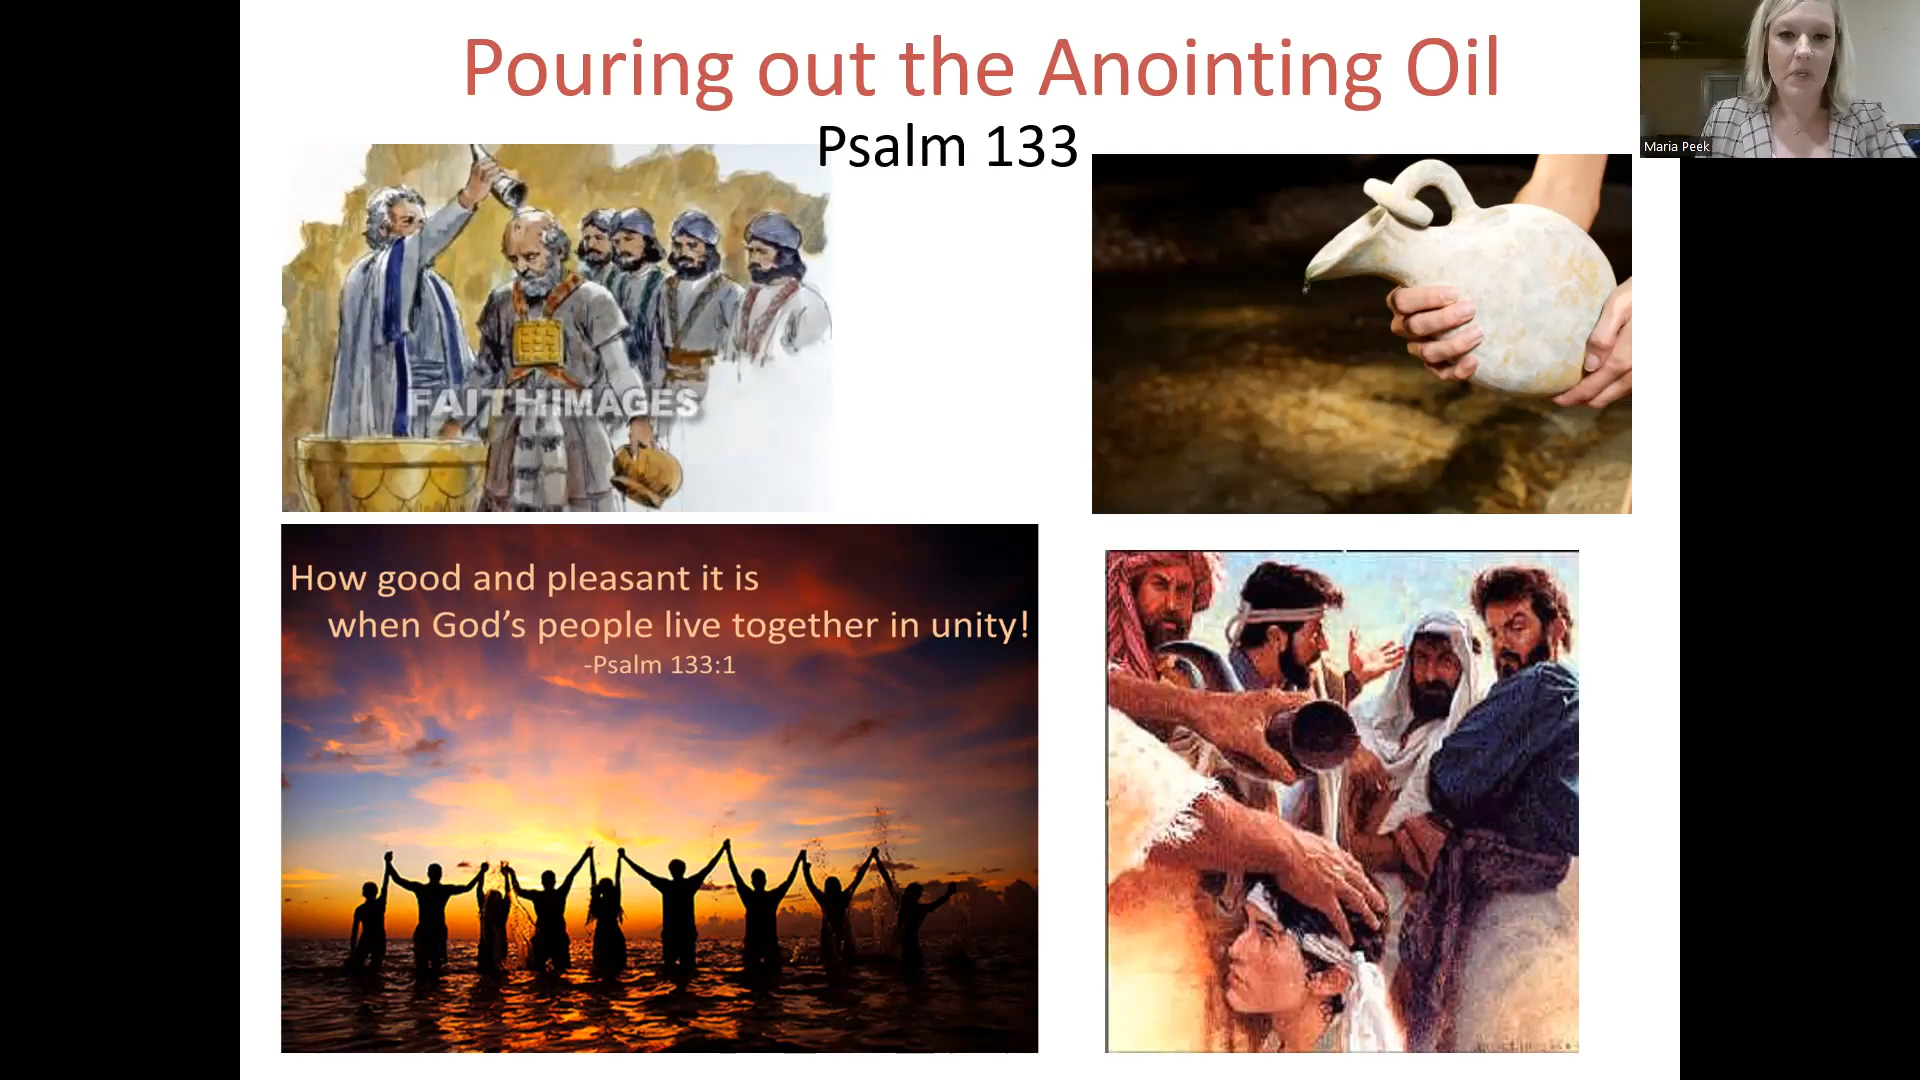 Pouring out the Anointing Oil
Psalm 133
Maria Peek
FAITHIMAGES
How good and pleasant it is
when God’s people live together in unity!
-Psalm 133:1